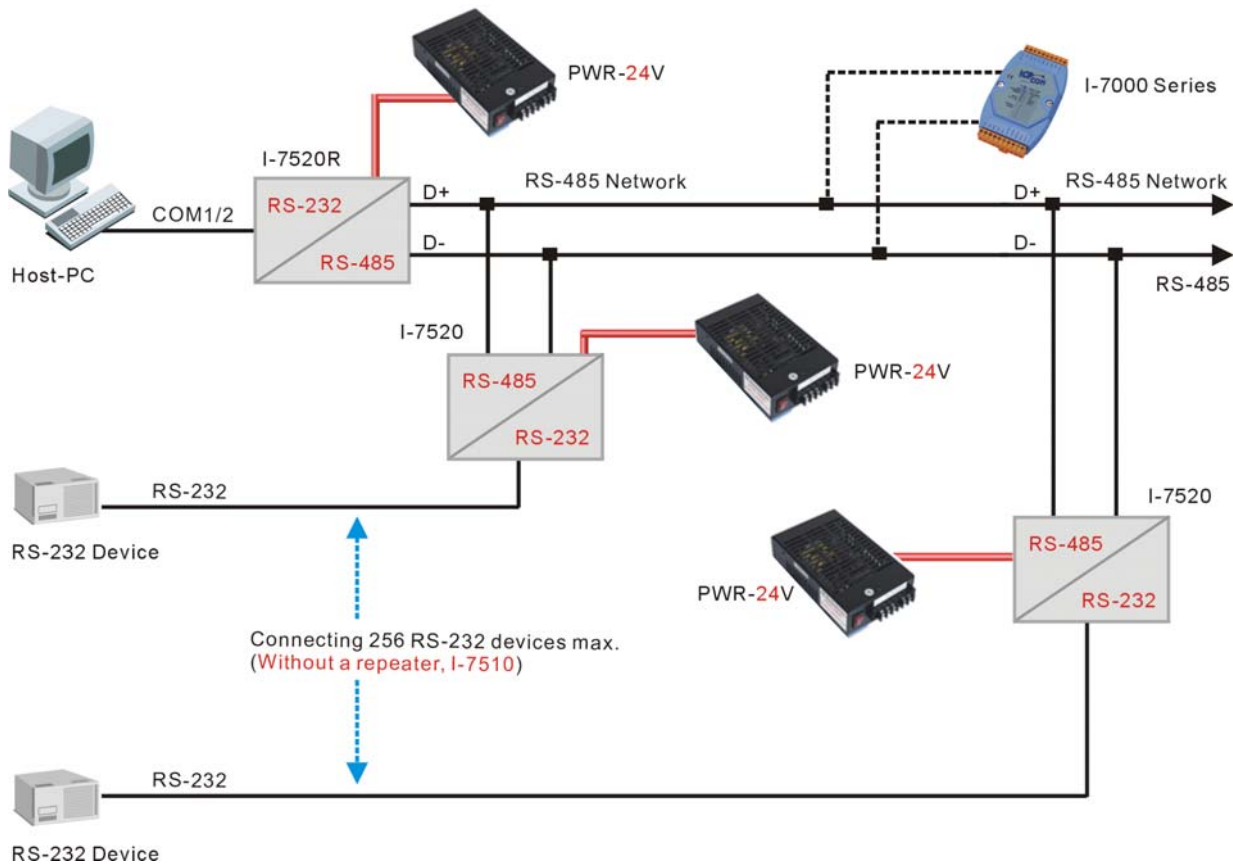 PWR-24V
I-7000 Series
I-7520R
RS-232
RS-485
D+
RS-485 Network
D+
RS-485 Network
COM1/2
D-
D-
RS-485
Host-PC
I-7520
RS-485
RS-232
PWR-24V
RS-232
RS-232 Device
I-7520
RS-485
RS-232
PWR-24V
Connecting 256 RS-232 devices max.
(Without a repeater, I-7510)
RS-232
RS-232 Device